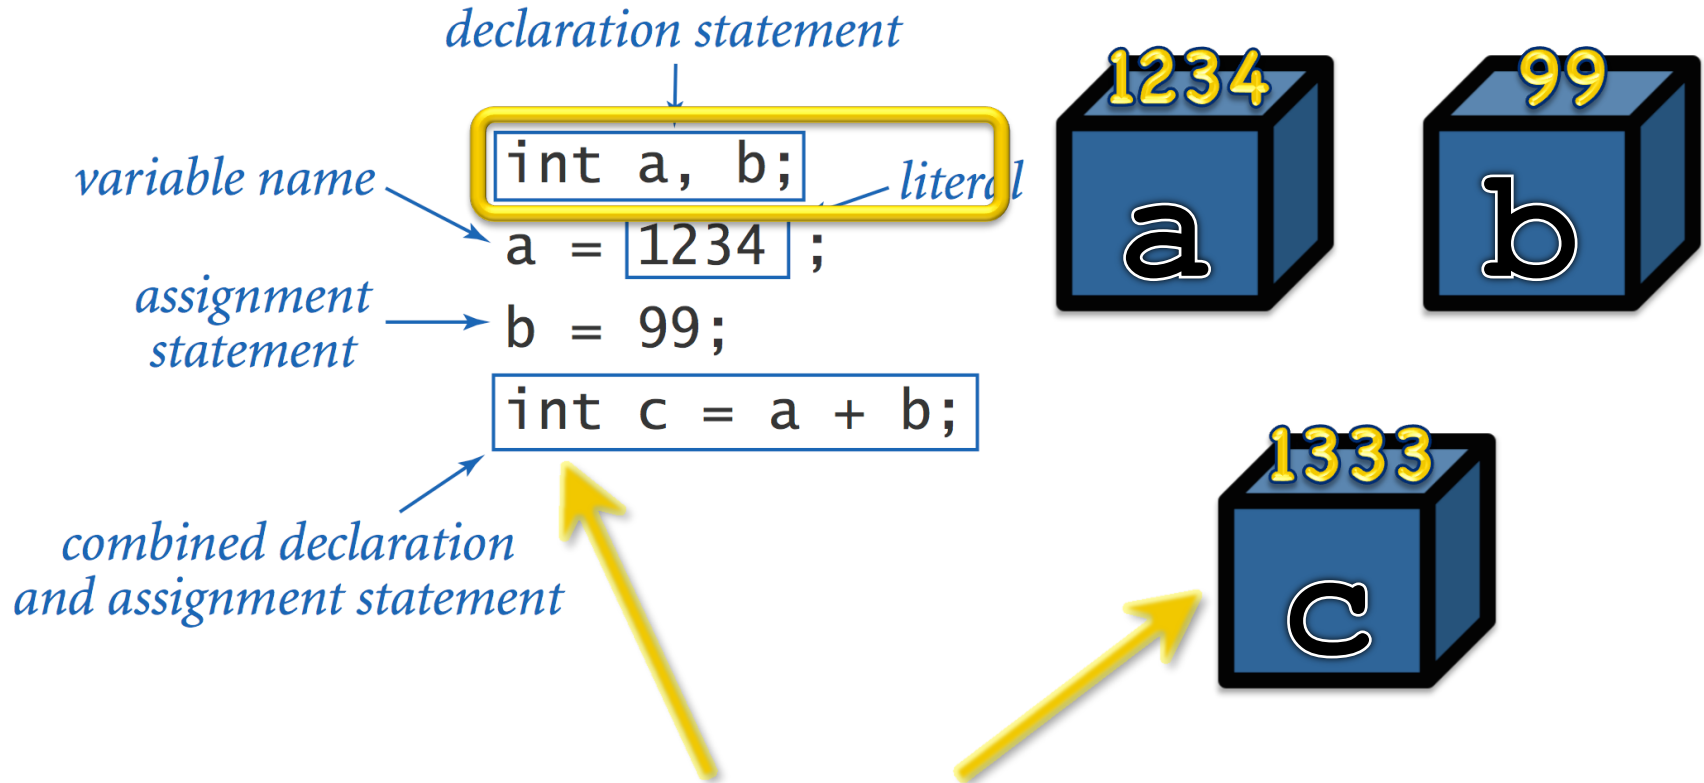 declaration statement
int a, b;
variable name
literal
a = 1234 ;
assignment
statement
b = 99;
int c = a + b;
combined declaration
and assignment statement
1234
a
99
b
1333
c